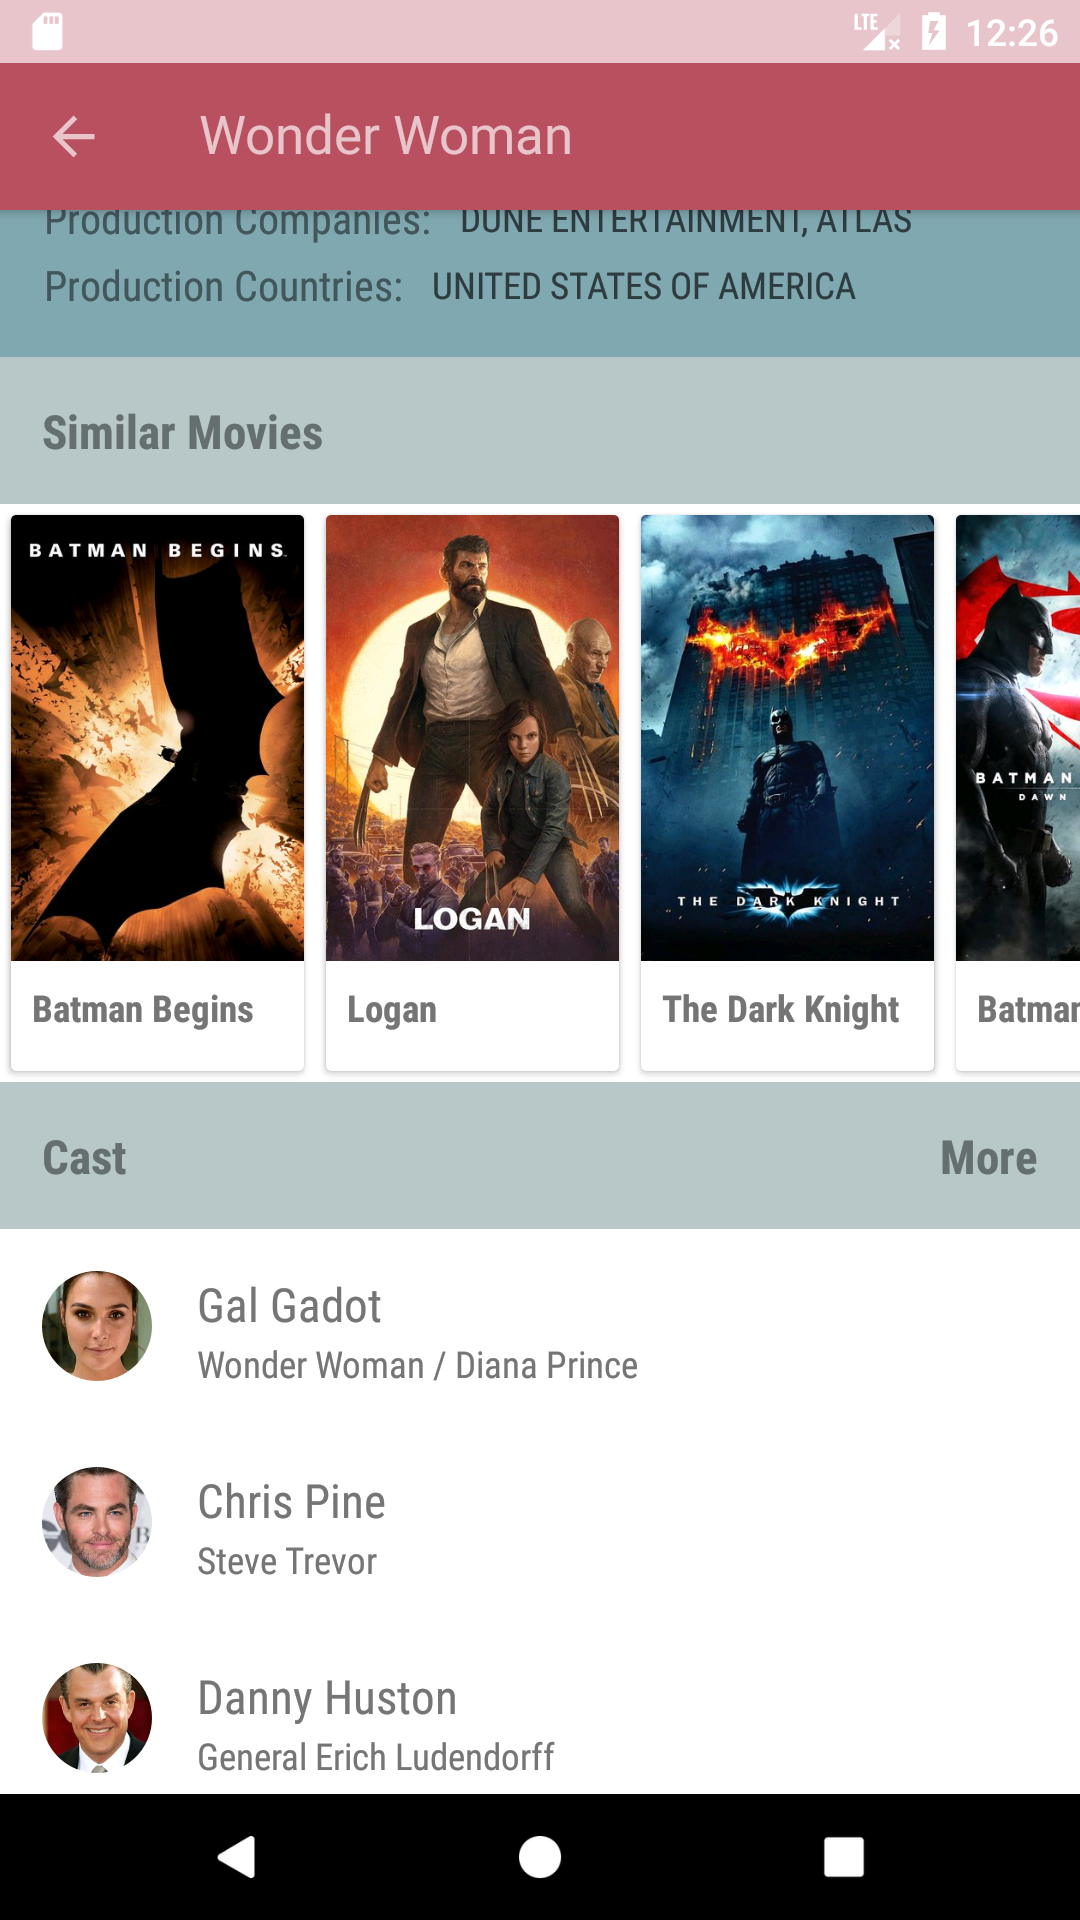 LTE 12:26
Wonder Woman
Production Companies: DUNE ENTERTAINMENT, ATLAS
Production Countries: UNITED STATES OF AMERICA
Similar Movies
BATMAN BEGINS
LOGAN
THE DARK KNIGHT
BATMAN
DAWN
Batman Begins
Logan
The Dark Knight
Batman
Cast More
Gal Gadot
Wonder Woman / Diana Prince
Chris Pine
Steve Trevor
Danny Huston
General Erich Ludendorff